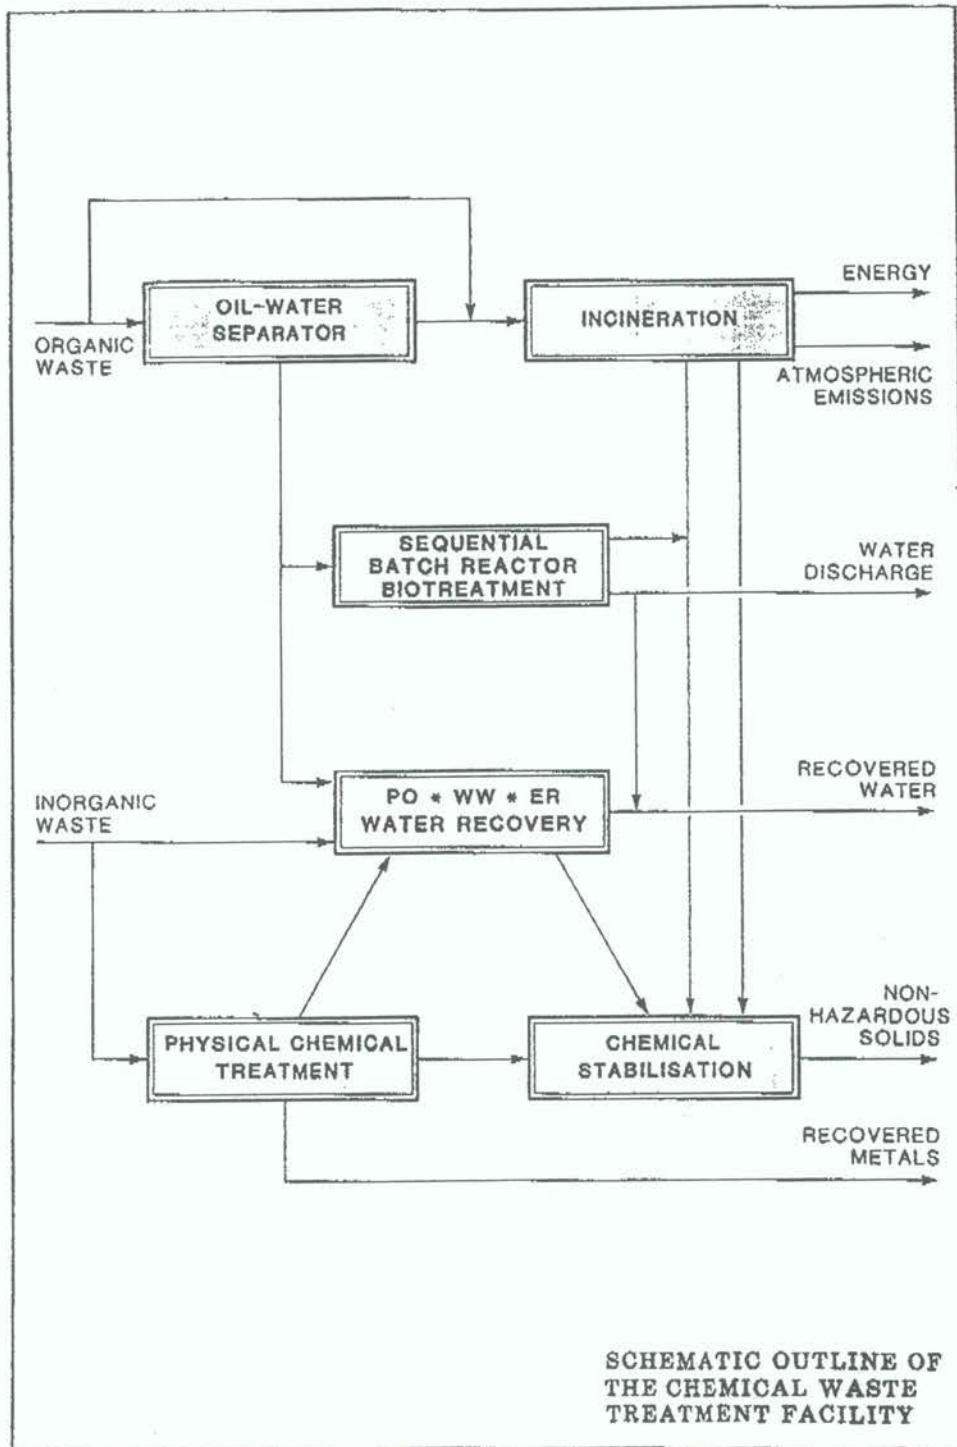 ENERGY
OIL-WATER
SEPARATOR
INCINERATION
ORGANIC
WASTE
ATMOSPHERIC
EMISSIONS
SEQUENTIAL
BATCH REACTOR
BIOTREATMENT
WATER
DISCHARGE
RECOVERED
WATER
INORGANIC
WASTE
PO * WW * ER
WATER RECOVERY
NON-
HAZARDOUS
SOLIDS
PHYSICAL CHEMICAL
TREATMENT
CHEMICAL
STABILISATION
RECOVERED
METALS
SCHEMATIC OUTLINE OF
THE CHEMICAL WASTE
TREATMENT FACILITY